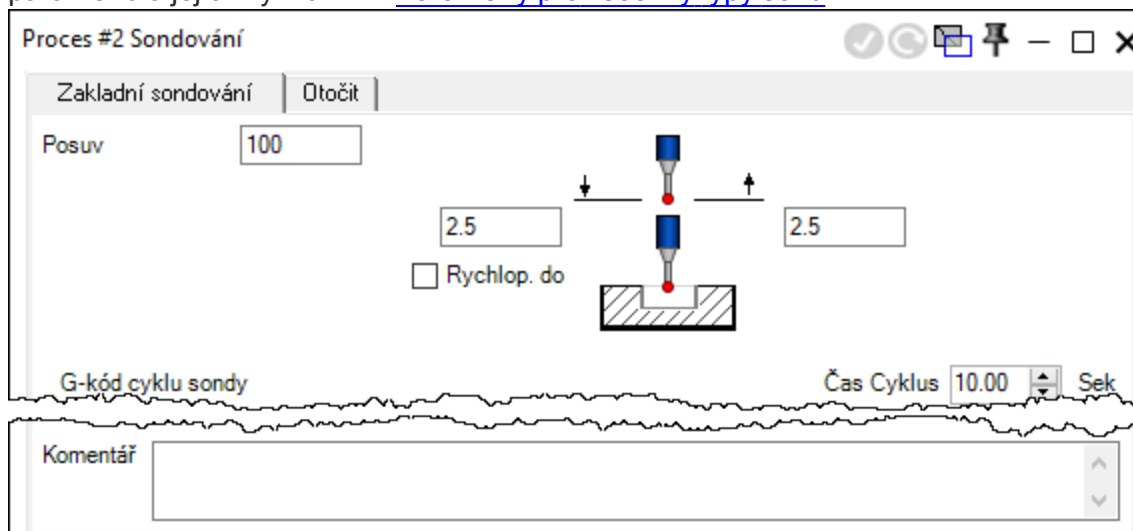 Proces #2 Sondování
Zakladní sondování Otočit
Posuv 100
2.5 2.5
Rychlop. do
G-kód cyklu sondy Čas Cyklus 10.00 Sek
Komentář